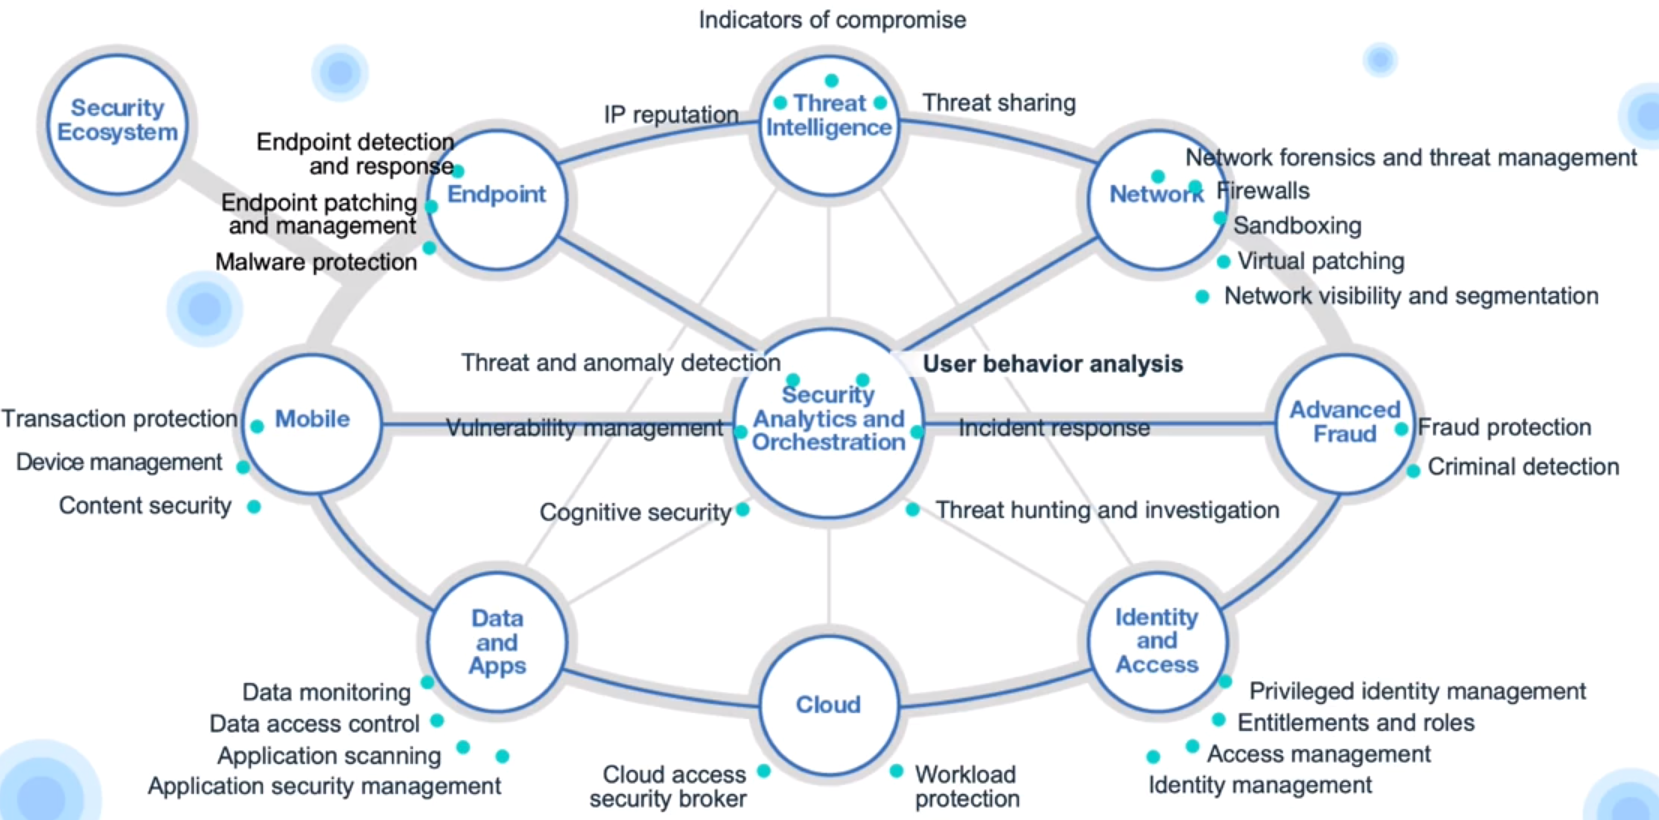 Indicators of compromise
Security
Ecosystem
IP reputation
Threat
Intelligence
Threat sharing
Endpoint detection
and response
Endpoint
Endpoint patching
and management
Malware protection
Network forensics and threat management
Network
Firewalls
Sandboxing
Virtual patching
Network visibility and segmentation
Threat and anomaly detection
User behavior analysis
Security
Analytics and
Orchestration
Vulnerability management
Incident response
Cognitive security
Threat hunting and investigation
Transaction protection
Mobile
Device management
Content security
Advanced
Fraud
Fraud protection
Criminal detection
Data
and
Apps
Data monitoring
Data access control
Application scanning
Application security management
Cloud
Cloud access
security broker
Workload
protection
Identity
and
Access
Privileged identity management
Entitlements and roles
Access management
Identity management